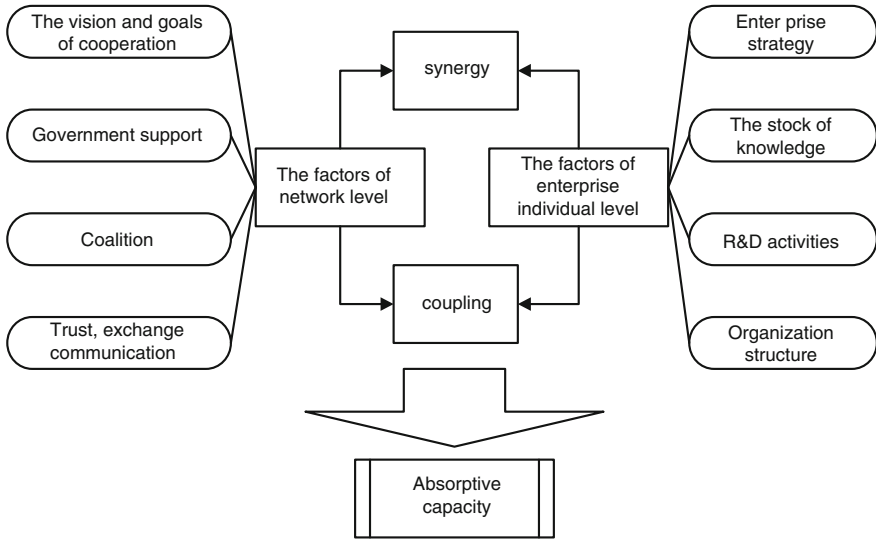 The vision and goals
of cooperation
Government support
Coalition
Trust, exchange
communication
The factors of
network level
synergy
coupling
The factors of
enterprise
individual level
Enter prise
strategy
The stock of
knowledge
R&D activities
Organization
structure
Absorptive
capacity